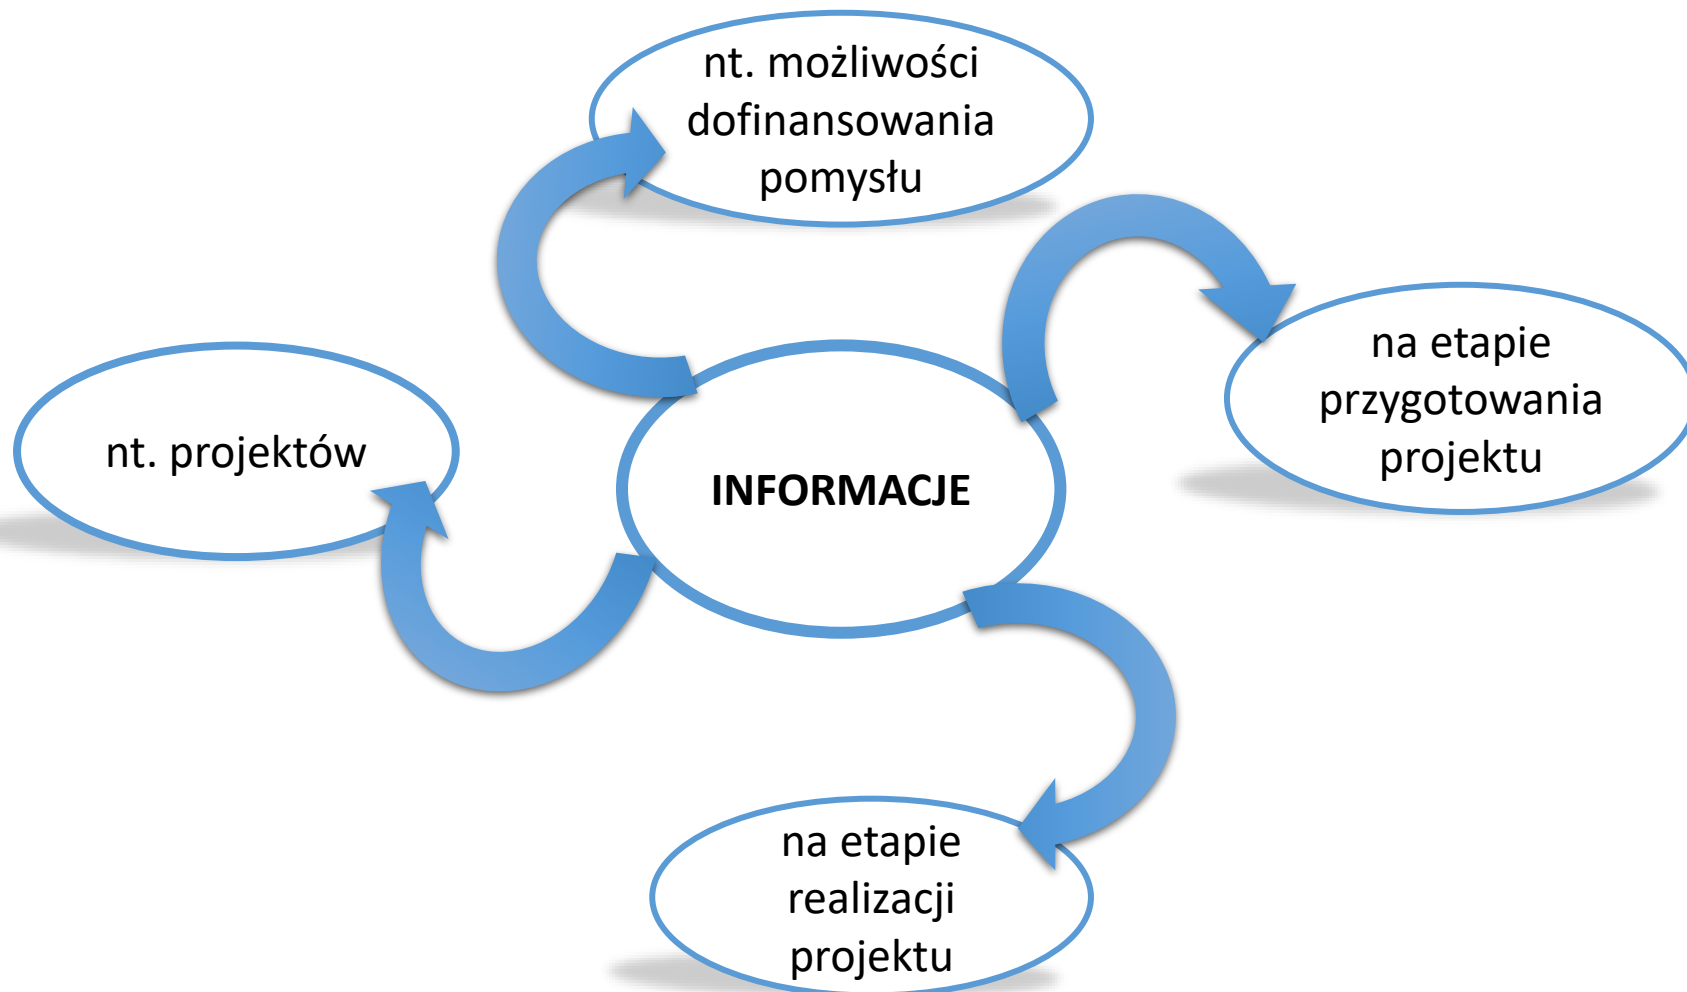 nt. możliwości
dofinansowania
pomysłu
na etapie
przygotowania
projektu
nt. projektów
INFORMACJE
na etapie
realizacji
projektu